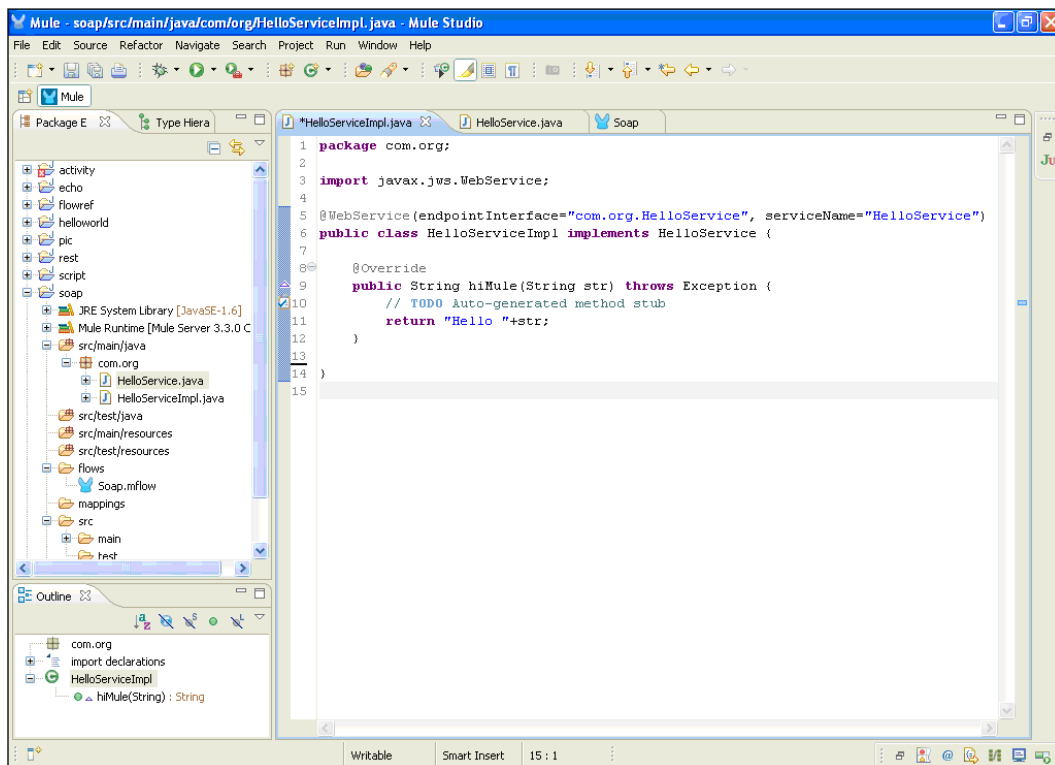 Mule - soap/src/main/java/com/org/HelloServiceImpl.java - Mule Studio
File Edit Source Refactor Navigate Search Project Run Window Help
Mule
Package E Type Hiera
*HelloServiceImpl.java HelloService.java Soap
Ju
activity
echo
flowref
helloworld
pic
rest
script
soap
JRE System Library [JavaSE-1.6]
Mule Runtime [Mule Server 3.3.0 C
src/main/java
com.org
HelloService.java
HelloServiceImpl.java
src/test/java
src/main/resources
src/test/resources
flows
Soap.mflow
mappings
src
main
test
1 package com.org;
2
3 import javax.jws.WebService;
4
5 @WebService(endpointInterface="com.org.HelloService", serviceName="HelloService")
6 public class HelloServiceImpl implements HelloService {
7
8 @Override
9 public String hiMule(String str) throws Exception {
10 // TODO Auto-generated method stub
11 return "Hello "+str;
12 }
13
14 }
15
Outline
com.org
import declarations
HelloServiceImpl
hiMule(String) : String
Writable Smart Insert 15 : 1